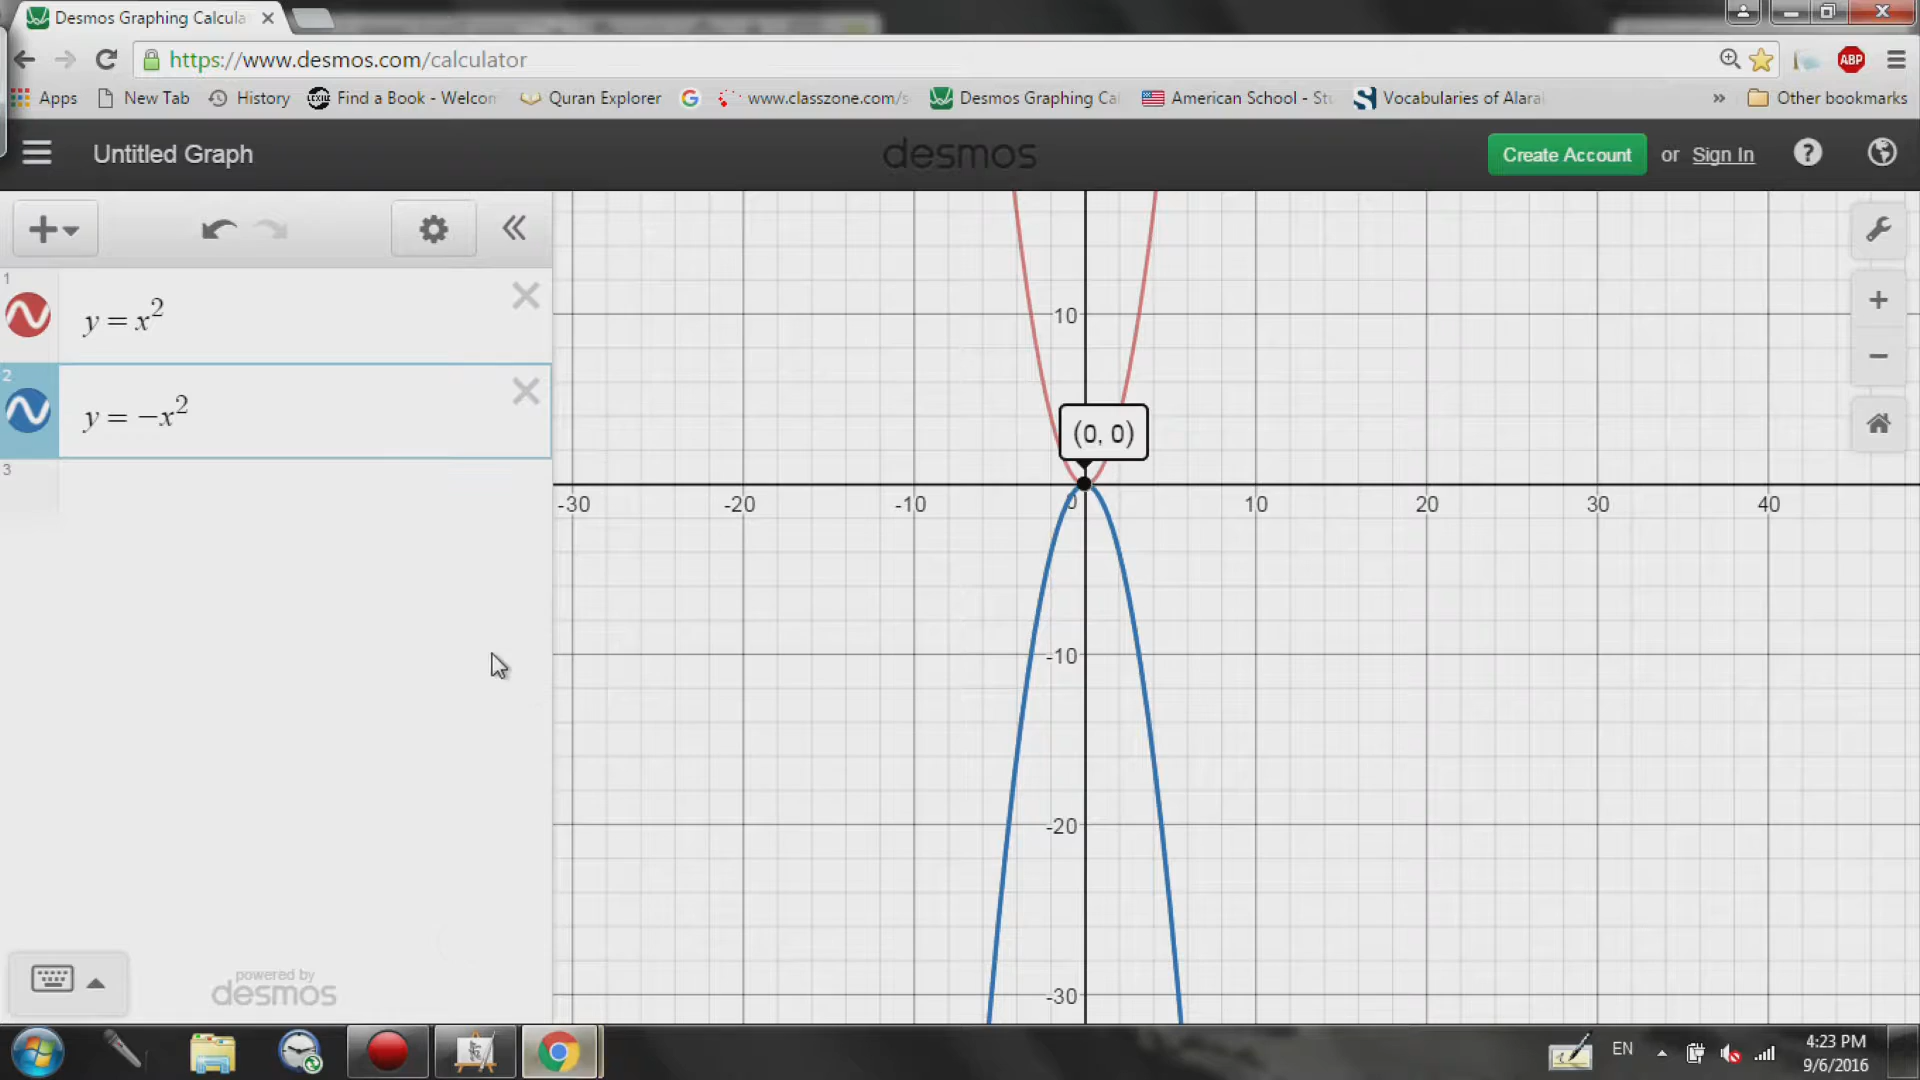 Desmos Graphing Calcula
https://www.desmos.com/calculator
ABP
Apps New Tab History Find a Book - Welcon Quran Explorer www.classzone.com/s Desmos Graphing Ca American School - Stu Vocabularies of Alara » Other bookmarks
Untitled Graph desmos Create Account or Sign In ?
1
y = x²
2
y = −x²
3
10
(0, 0)
-30 -20 -10 0 10 20 30 40
-10
-20
-30
powered by
desmos
EN 4:23 PM
9/6/2016